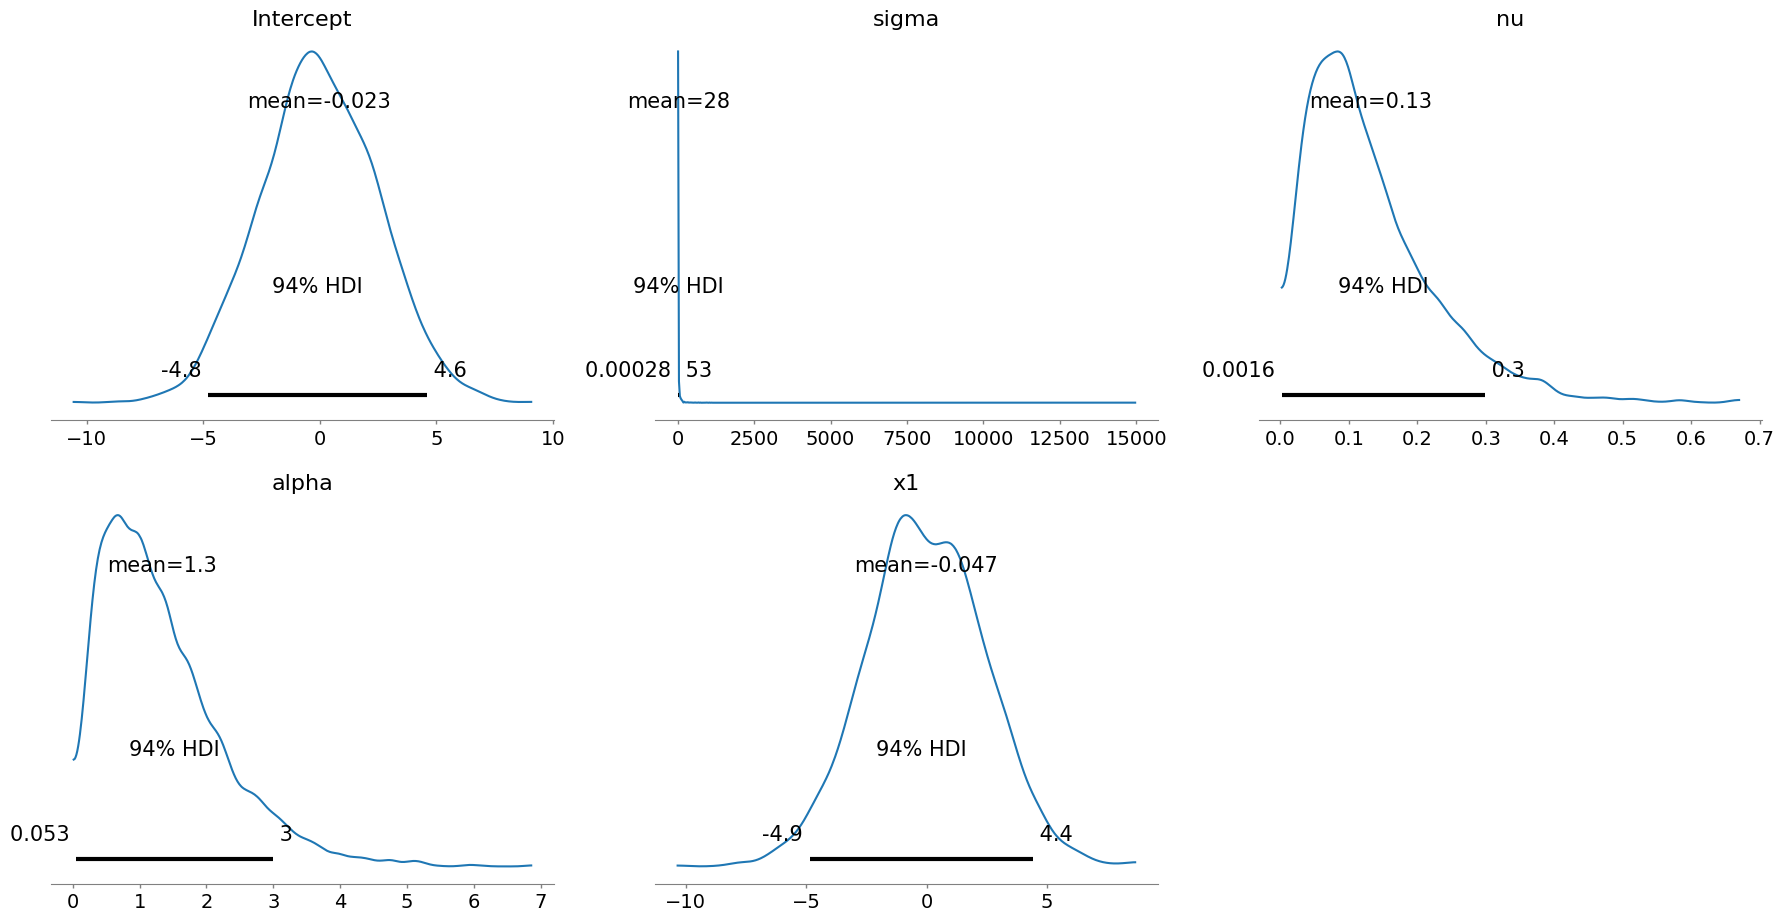 Intercept
mean=-0.023
94% HDI
-4.8 4.6
−10 −5 0 5 10
sigma
mean=28
94% HDI
0.00028 53
0 2500 5000 7500 10000 12500 15000
nu
mean=0.13
94% HDI
0.0016 0.3
0.0 0.1 0.2 0.3 0.4 0.5 0.6 0.7
alpha
mean=1.3
94% HDI
0.053 3
0 1 2 3 4 5 6 7
x1
mean=-0.047
94% HDI
-4.9 4.4
−10 −5 0 5